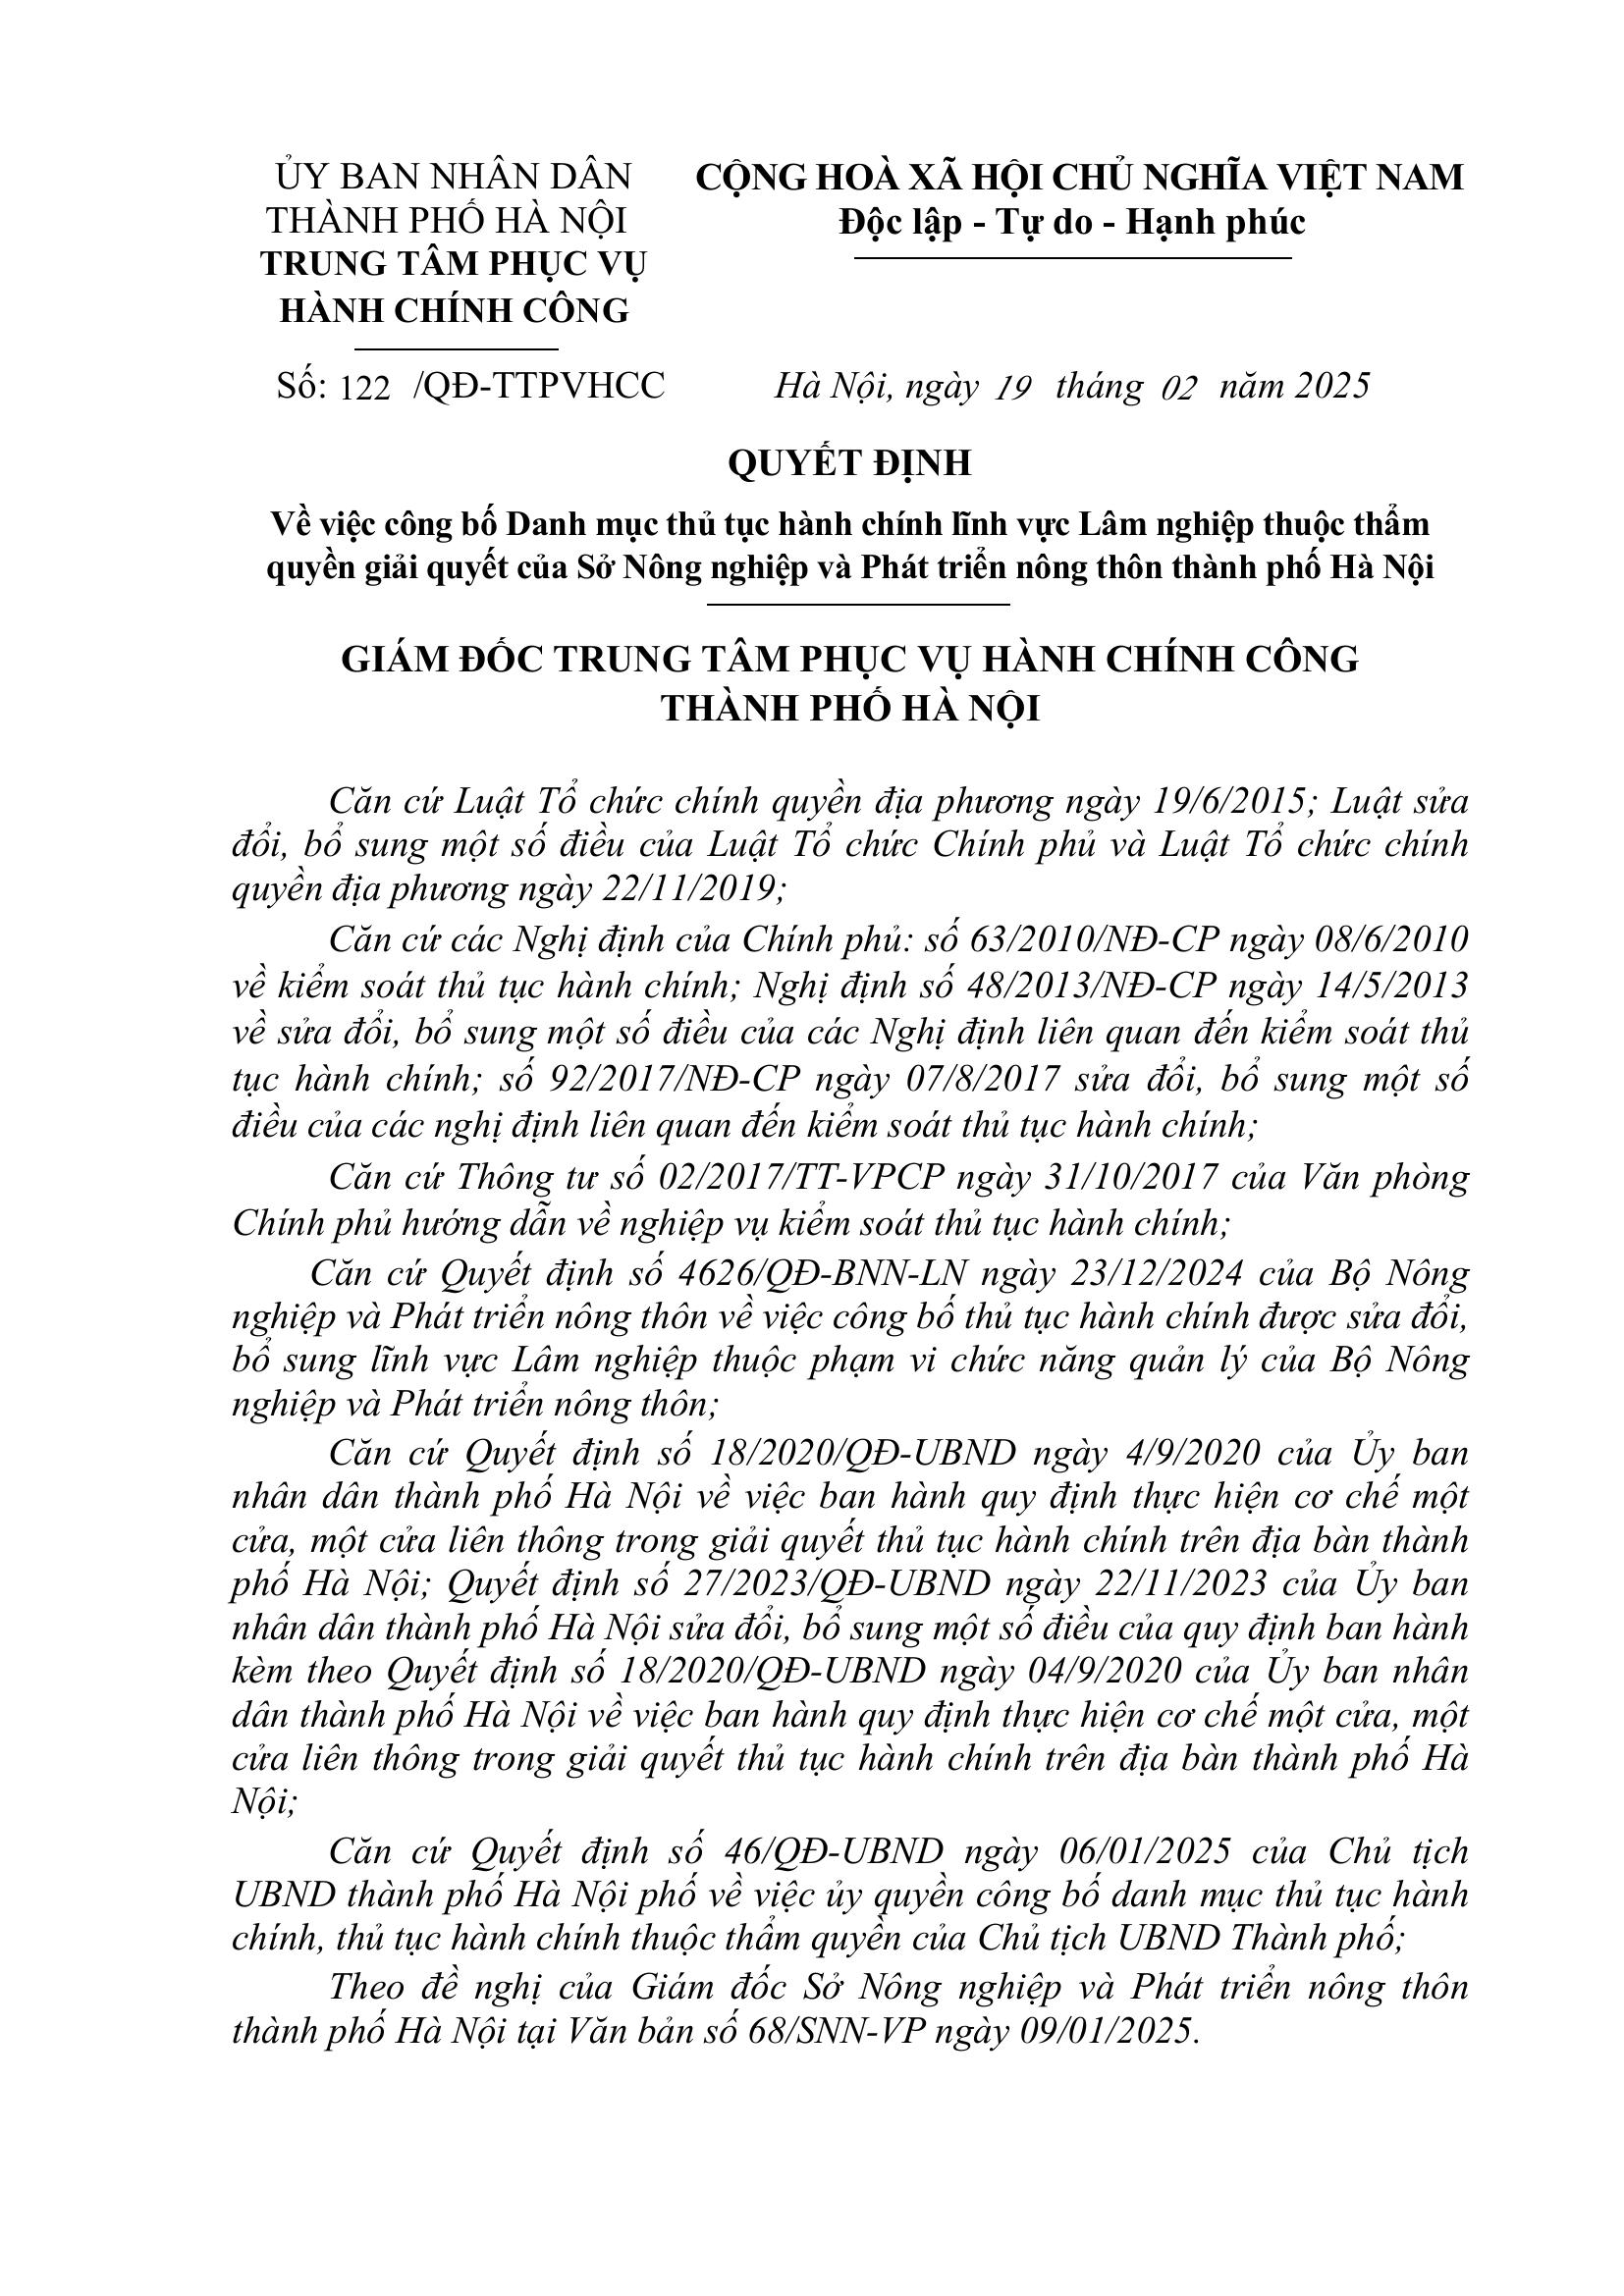 ỦY BAN NHÂN DÂN
THÀNH PHỐ HÀ NỘI
TRUNG TÂM PHỤC VỤ
HÀNH CHÍNH CÔNG
Số: 122 /QĐ-TTPVHCC
CỘNG HOÀ XÃ HỘI CHỦ NGHĨA VIỆT NAM
Độc lập - Tự do - Hạnh phúc
Hà Nội, ngày 19 tháng 02 năm 2025
QUYẾT ĐỊNH
Về việc công bố Danh mục thủ tục hành chính lĩnh vực Lâm nghiệp thuộc thẩm
quyền giải quyết của Sở Nông nghiệp và Phát triển nông thôn thành phố Hà Nội
GIÁM ĐỐC TRUNG TÂM PHỤC VỤ HÀNH CHÍNH CÔNG
THÀNH PHỐ HÀ NỘI
Căn cứ Luật Tổ chức chính quyền địa phương ngày 19/6/2015; Luật sửa
đổi, bổ sung một số điều của Luật Tổ chức Chính phủ và Luật Tổ chức chính
quyền địa phương ngày 22/11/2019;
Căn cứ các Nghị định của Chính phủ: số 63/2010/NĐ-CP ngày 08/6/2010
về kiểm soát thủ tục hành chính; Nghị định số 48/2013/NĐ-CP ngày 14/5/2013
về sửa đổi, bổ sung một số điều của các Nghị định liên quan đến kiểm soát thủ
tục hành chính; số 92/2017/NĐ-CP ngày 07/8/2017 sửa đổi, bổ sung một số
điều của các nghị định liên quan đến kiểm soát thủ tục hành chính;
Căn cứ Thông tư số 02/2017/TT-VPCP ngày 31/10/2017 của Văn phòng
Chính phủ hướng dẫn về nghiệp vụ kiểm soát thủ tục hành chính;
Căn cứ Quyết định số 4626/QĐ-BNN-LN ngày 23/12/2024 của Bộ Nông
nghiệp và Phát triển nông thôn về việc công bố thủ tục hành chính được sửa đổi,
bổ sung lĩnh vực Lâm nghiệp thuộc phạm vi chức năng quản lý của Bộ Nông
nghiệp và Phát triển nông thôn;
Căn cứ Quyết định số 18/2020/QĐ-UBND ngày 4/9/2020 của Ủy ban
nhân dân thành phố Hà Nội về việc ban hành quy định thực hiện cơ chế một
cửa, một cửa liên thông trong giải quyết thủ tục hành chính trên địa bàn thành
phố Hà Nội; Quyết định số 27/2023/QĐ-UBND ngày 22/11/2023 của Ủy ban
nhân dân thành phố Hà Nội sửa đổi, bổ sung một số điều của quy định ban hành
kèm theo Quyết định số 18/2020/QĐ-UBND ngày 04/9/2020 của Ủy ban nhân
dân thành phố Hà Nội về việc ban hành quy định thực hiện cơ chế một cửa, một
cửa liên thông trong giải quyết thủ tục hành chính trên địa bàn thành phố Hà
Nội;
Căn cứ Quyết định số 46/QĐ-UBND ngày 06/01/2025 của Chủ tịch
UBND thành phố Hà Nội phố về việc ủy quyền công bố danh mục thủ tục hành
chính, thủ tục hành chính thuộc thẩm quyền của Chủ tịch UBND Thành phố;
Theo đề nghị của Giám đốc Sở Nông nghiệp và Phát triển nông thôn
thành phố Hà Nội tại Văn bản số 68/SNN-VP ngày 09/01/2025.